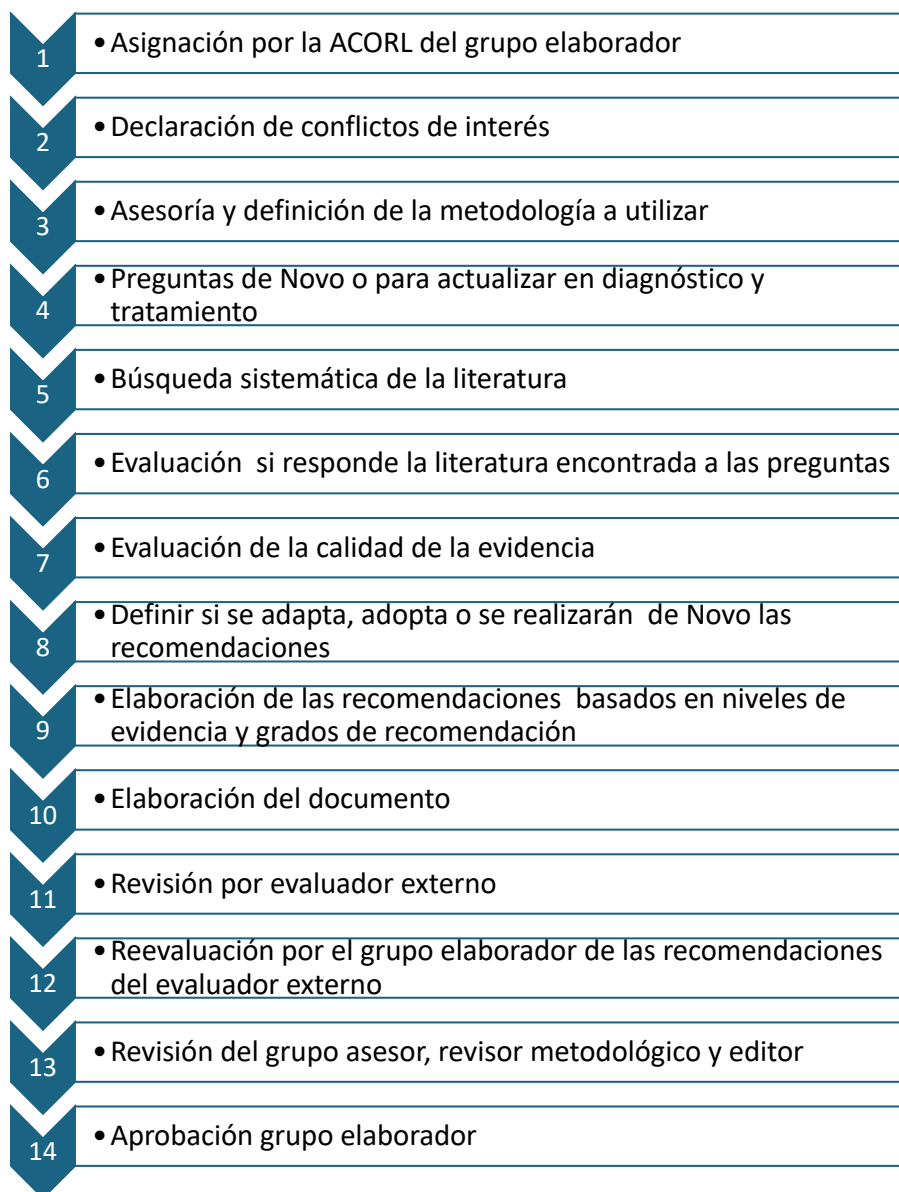 1
•Asignación por la ACORL del grupo elaborador
2
•Declaración de conflictos de interés
3
•Asesoría y definición de la metodología a utilizar
4
•Preguntas de Novo o para actualizar en diagnóstico y
tratamiento
5
•Búsqueda sistemática de la literatura
6
•Evaluación si responde la literatura encontrada a las preguntas
7
•Evaluación de la calidad de la evidencia
8
•Definir si se adapta, adopta o se realizarán de Novo las
recomendaciones
9
•Elaboración de las recomendaciones basados en niveles de
evidencia y grados de recomendación
10
•Elaboración del documento
11
•Revisión por evaluador externo
12
•Reevaluación por el grupo elaborador de las recomendaciones
del evaluador externo
13
•Revisión del grupo asesor, revisor metodológico y editor
14
•Aprobación grupo elaborador